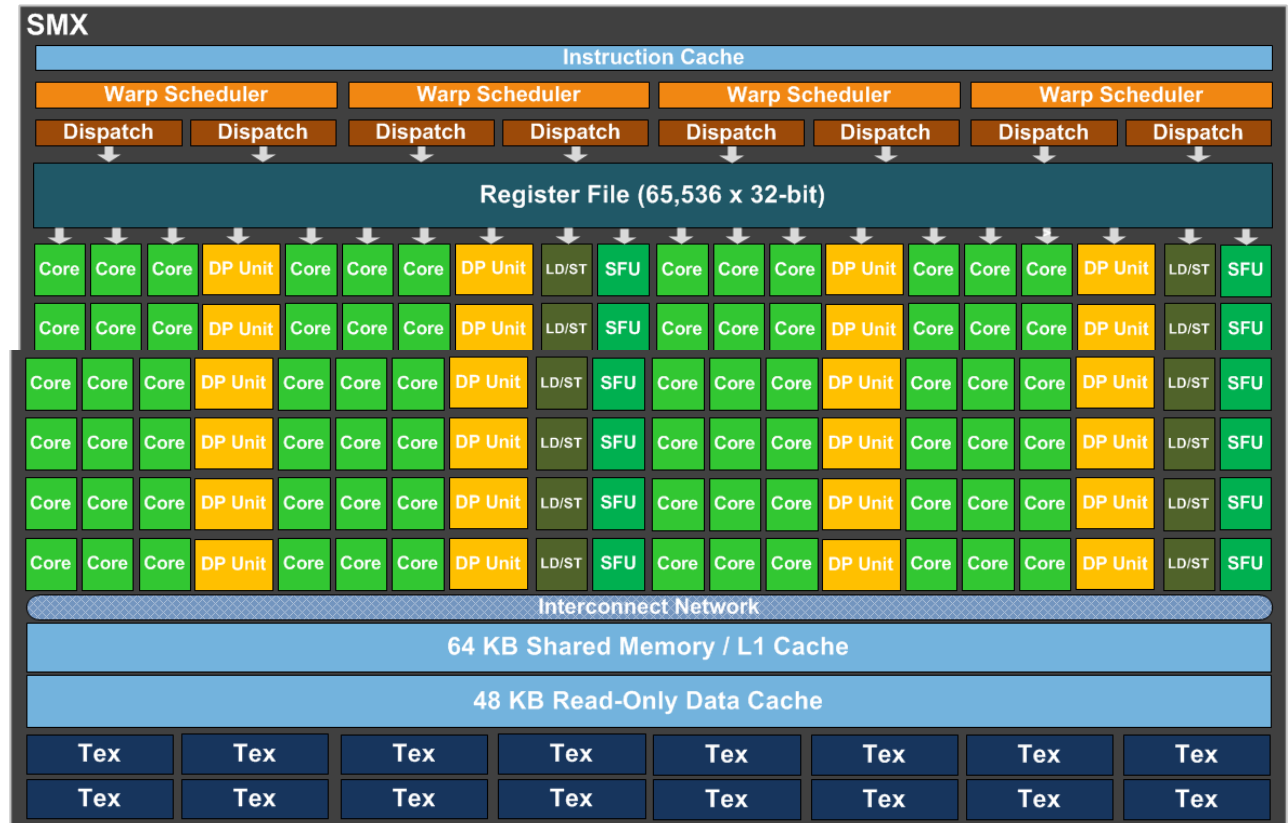 SMX
Instruction Cache
Warp Scheduler Warp Scheduler Warp Scheduler Warp Scheduler
Dispatch Dispatch Dispatch Dispatch Dispatch Dispatch Dispatch Dispatch
Register File (65,536 x 32-bit)
Core Core Core DP Unit Core Core Core DP Unit LD/ST SFU Core Core Core DP Unit Core Core Core DP Unit LD/ST SFU
Core Core Core DP Unit Core Core Core DP Unit LD/ST SFU Core Core Core DP Unit Core Core Core DP Unit LD/ST SFU
Core Core Core DP Unit Core Core Core DP Unit LD/ST SFU Core Core Core DP Unit Core Core Core DP Unit LD/ST SFU
Core Core Core DP Unit Core Core Core DP Unit LD/ST SFU Core Core Core DP Unit Core Core Core DP Unit LD/ST SFU
Core Core Core DP Unit Core Core Core DP Unit LD/ST SFU Core Core Core DP Unit Core Core Core DP Unit LD/ST SFU
Core Core Core DP Unit Core Core Core DP Unit LD/ST SFU Core Core Core DP Unit Core Core Core DP Unit LD/ST SFU
Interconnect Network
64 KB Shared Memory / L1 Cache
48 KB Read-Only Data Cache
Tex Tex Tex Tex Tex Tex Tex Tex
Tex Tex Tex Tex Tex Tex Tex Tex